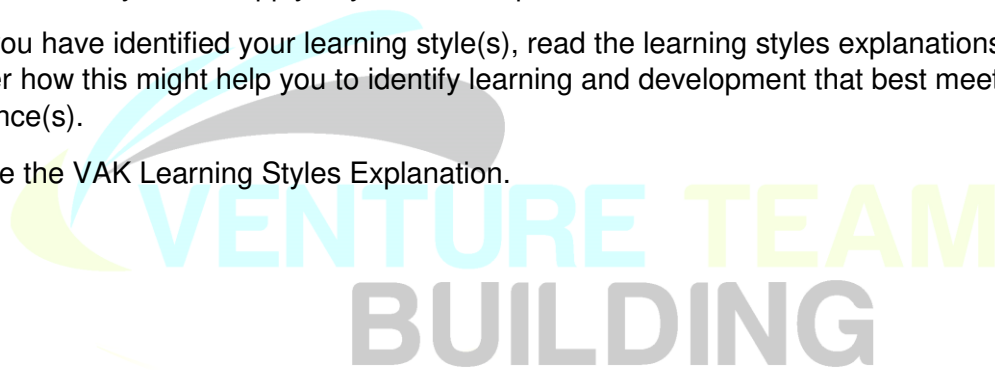 ou have identified your learning style(s), read the learning styles explanations
r how this might help you to identify learning and development that best meet
nce(s).
e the VAK Learning Styles Explanation.
VENTURE TEAM
BUILDING